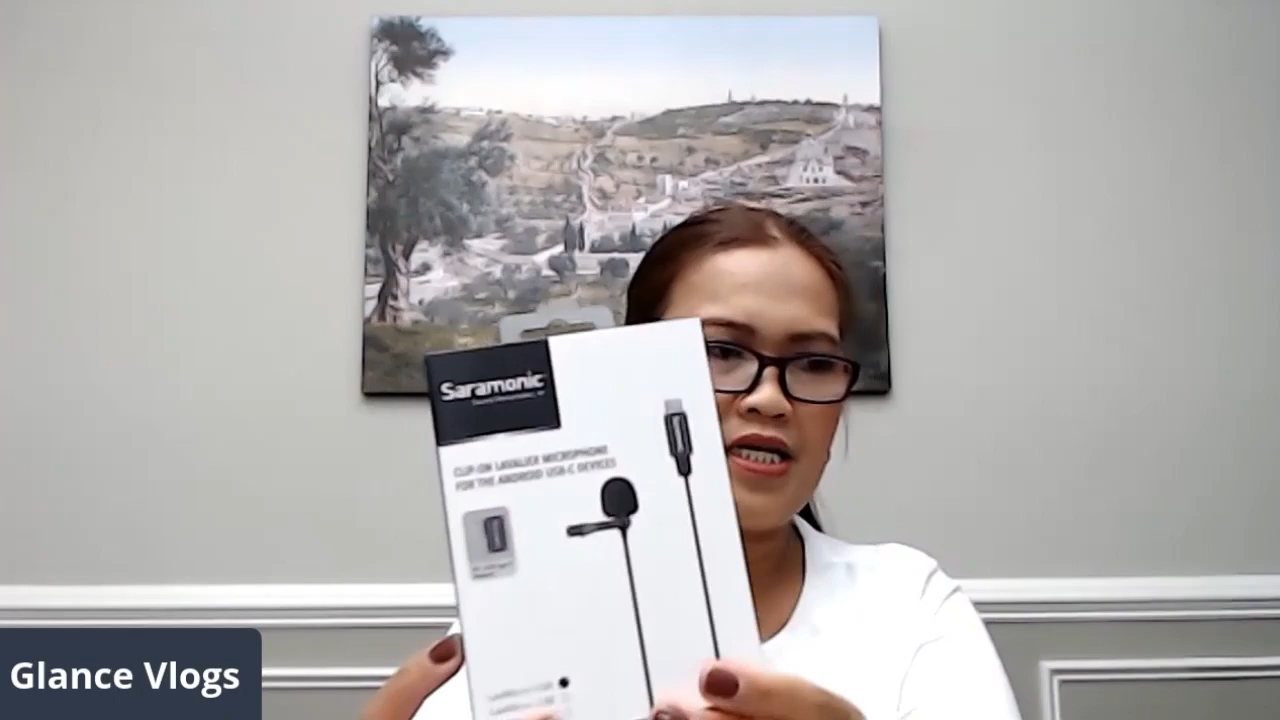 Saramonic
CLIP-ON LAVALIER MICROPHONE
FOR THE ANDROID USB-C DEVICES
Glance Vlogs